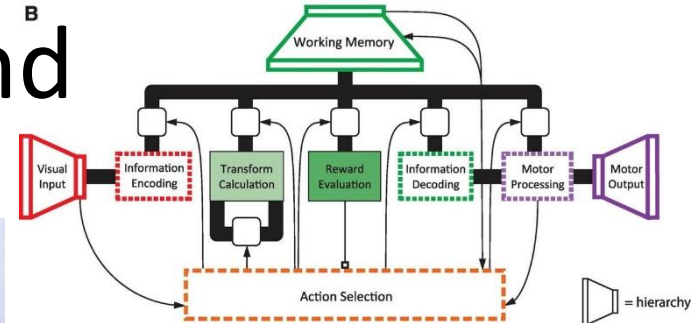 B
nd
Working Memory
Visual
Input
Information
Encoding
Transform
Calculation
Reward
Evaluation
Information
Decoding
Motor
Processing
Motor
Output
Action Selection
= hierarchy